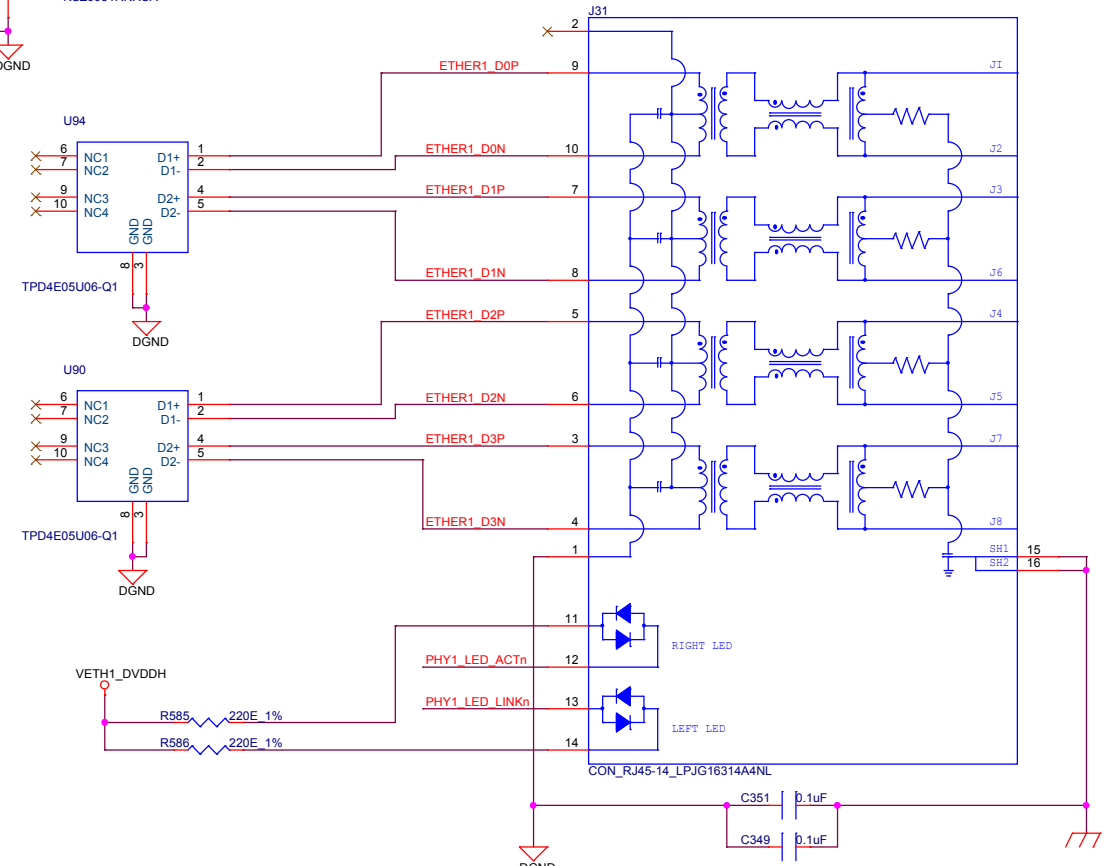 J31
2
DGND
9 ETHER1_D0P J1
U94
6 NC1 D1+ 1
7 NC2 D1- 2
ETHER1_D0N 10 J2
9 NC3 D2+ 4
10 NC4 D2- 5
ETHER1_D1P 7 J3
GND GND
8 3
ETHER1_D1N 8 J6
TPD4E05U06-Q1
DGND
ETHER1_D2P 5 J4
U90
6 NC1 D1+ 1
7 NC2 D1- 2
ETHER1_D2N 6 J5
9 NC3 D2+ 4
10 NC4 D2- 5
ETHER1_D3P 3 J7
GND GND
8 3
ETHER1_D3N 4 J8
TPD4E05U06-Q1
DGND
1 SH1 15
SH2 16
11
RIGHT LED
PHY1_LED_ACTn 12
VETH1_DVDDH
PHY1_LED_LINKn 13
R585 220E_1%
LEFT LED
R586 220E_1% 14
CON_RJ45-14_LPJG16314A4NL
C351 0.1uF
C349 0.1uF
DGND